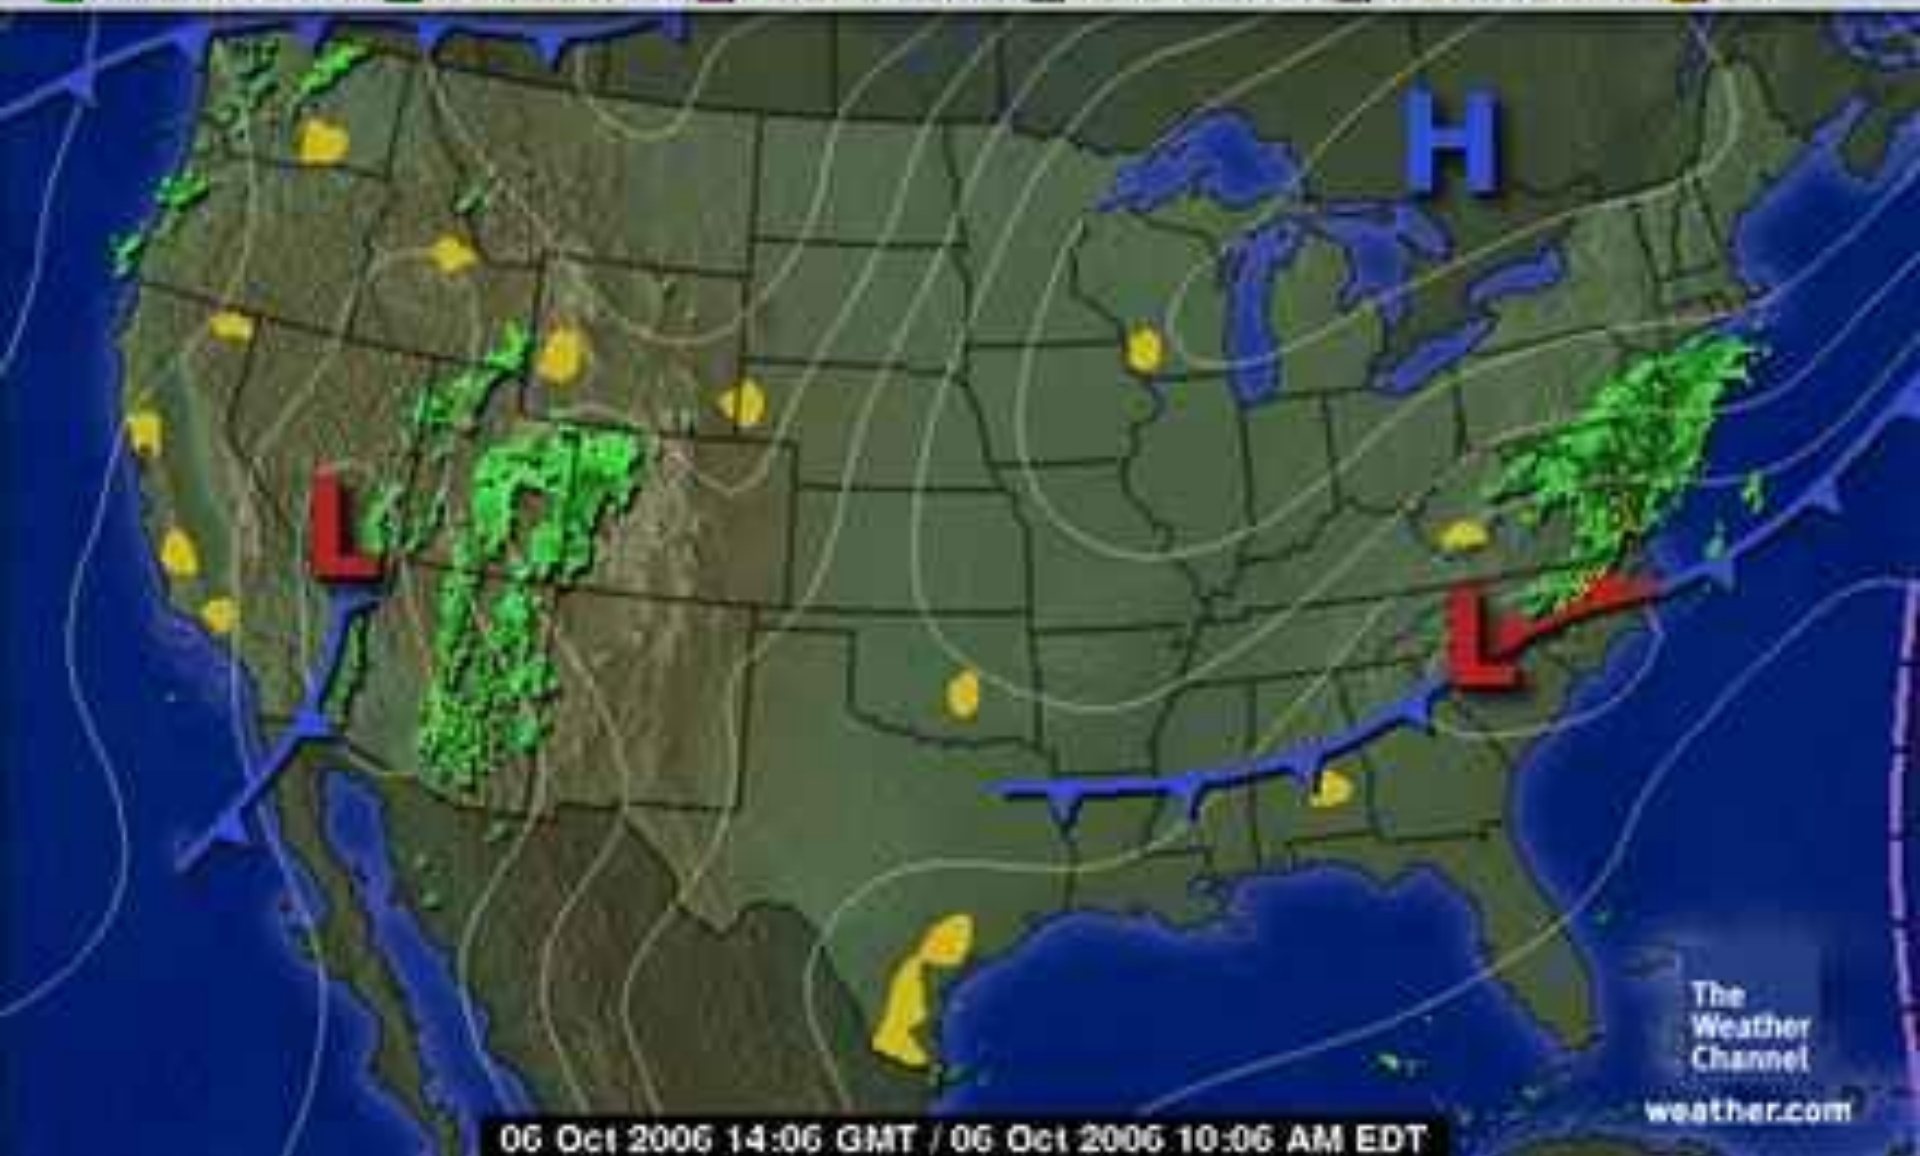 H
L
L
The
Weather
Channel
weather.com
06 Oct 2006 14:06 GMT / 06 Oct 2006 10:06 AM EDT